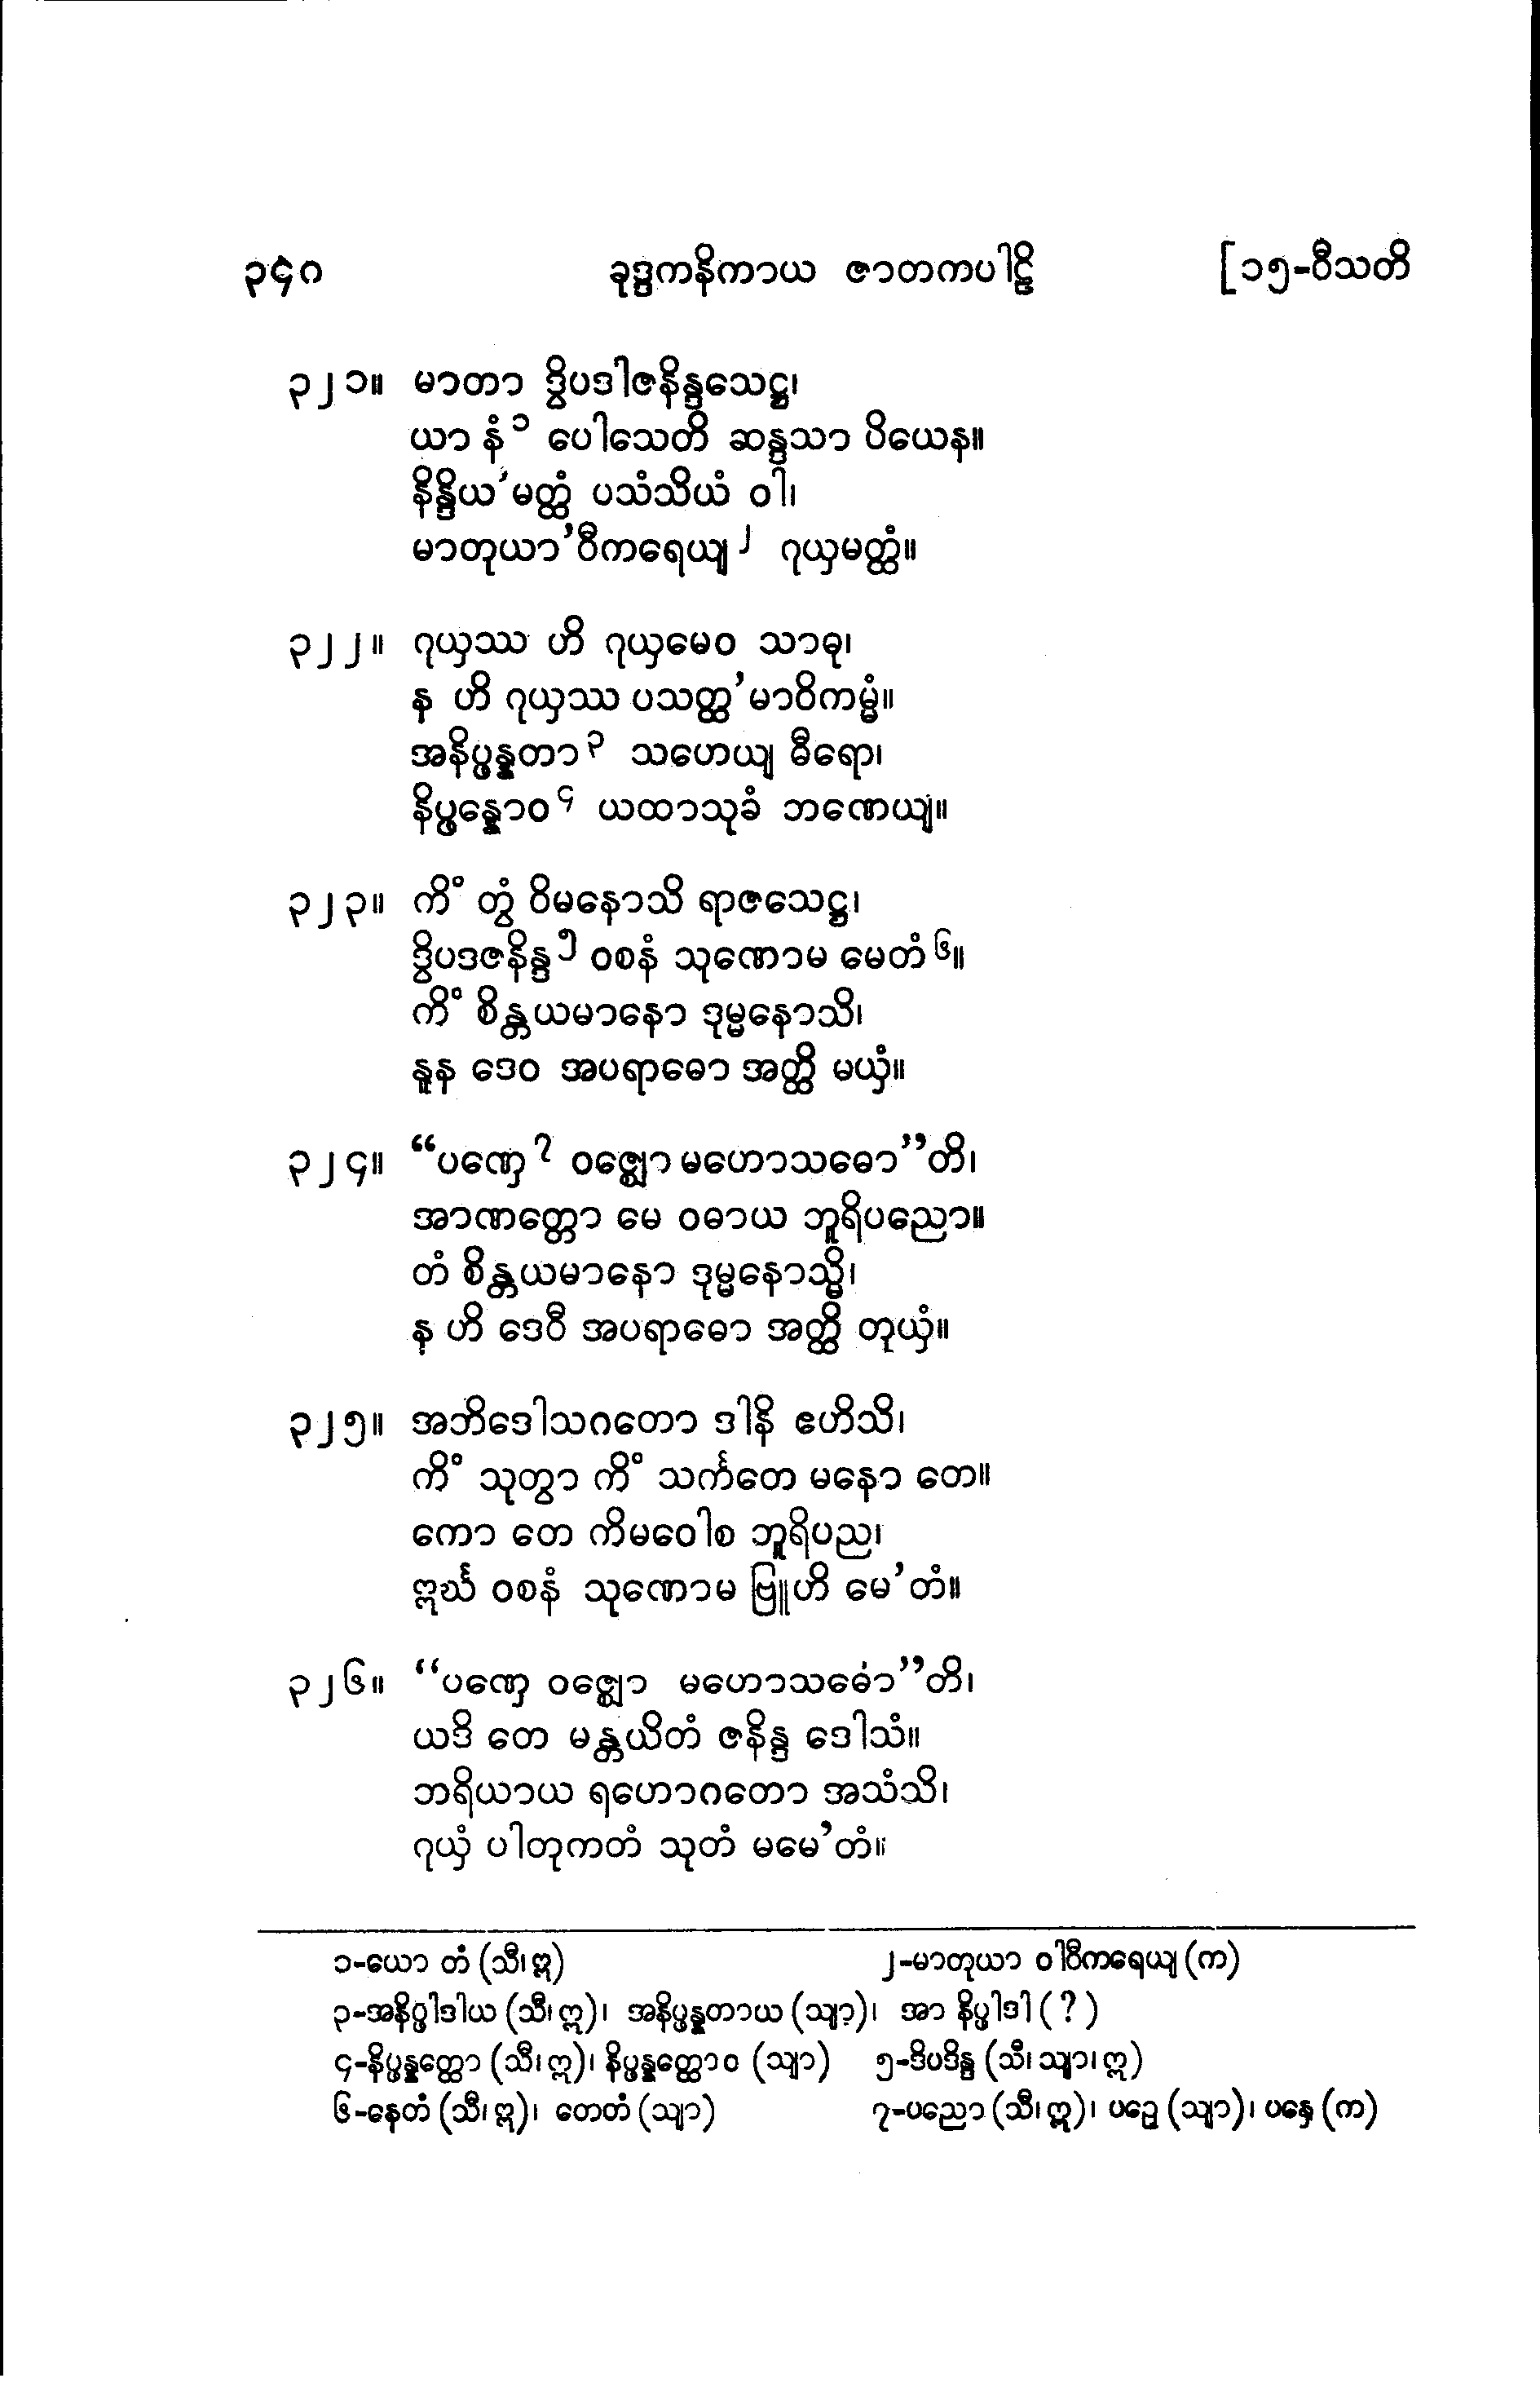 ၃၄၈ ခုဒ္ဒကနိကာယ ဇာတကပါဠိ [၁၅-ဝီသတိ
၃၂၁။ မာတာ ဒွိပဒါဇနိန္ဒသေဋ္ဌ၊
ယာ နံ ၁ ပေါသေတိ ဆန္ဒသာ ပိယေန။
နိန္ဒိယ'မတ္ထံ ပသံသိယံ ဝါ၊
မာတုယာ'ဝီကရေယျ ၂ ဂုယှမတ္ထံ။
၃၂၂။ ဂုယှဿ ဟိ ဂုယှမေဝ သာဓု၊
န ဟိ ဂုယှဿ ပသတ္ထ'မာဝိကမ္မံ။
အနိပ္ဖန္နတာ ၃ သဟေယျ ဓီရော၊
နိပ္ဖန္နောဝ ၄ ယထာသုခံ ဘဏေယျ။
၃၂၃။ ကိံ တွံ ဝိမနောသိ ရာဇသေဋ္ဌ၊
ဒွိပဒဇနိန္ဒ ၅ ဝစနံ သုဏောမ မေတံ ၆။
ကိံ စိန္တယမာနော ဒုမ္မနောသိ၊
နူန ဒေဝ အပရာဓော အတ္ထိ မယှံ။
၃၂၄။ “ပဏှေ ၇ ဝဇ္ဈော မဟောသဓော”တိ၊
အာဏတ္တော မေ ဝဓာယ ဘူရိပညော။
တံ စိန္တယမာနော ဒုမ္မနောသ္မိ၊
န ဟိ ဒေဝီ အပရာဓော အတ္ထိ တုယှံ။
၃၂၅။ အဘိဒေါသဂတော ဒါနိ ဧဟိသိ၊
ကိံ သုတွာ ကိံ သင်္ကတေ မနော တေ။
ကော တေ ကိမဝေါစ ဘူရိပည၊
ဣင်္ဃ ဝစနံ သုဏောမ ဗြူဟိ မေ'တံ။
၃၂၆။ “ပဏှေ ဝဇ္ဈော မဟောသဓော”တိ၊
ယဒိ တေ မန္တယိတံ ဇနိန္ဒ ဒေါသံ။
ဘရိယာယ ရဟောဂတော အသံသိ၊
ဂုယှံ ပါတုကတံ သုတံ မမေ'တံ။
၁-ယော တံ (သီ၊ဣ) ၂-မာတုယာ ဝါဝီကရေယျ (က)
၃-အနိပ္ဖါဒါယ (သီ၊ဣ)၊ အနိပ္ဖန္နတာယ (သျာ)၊ အာ နိပ္ဖါဒါ (?)
၄-နိပ္ဖန္နတ္ထော (သီ၊ဣ)၊ နိပ္ဖန္နတ္ထောဝ (သျာ) ၅-ဒိပဒိန္ဒ (သီ၊သျာ၊ဣ)
၆-နေတံ (သီ၊ဣ)၊ တေတံ (သျာ) ၇-ပညော (သီ၊ဣ)၊ ပဉှေ (သျာ)၊ ပန္ှေ (က)